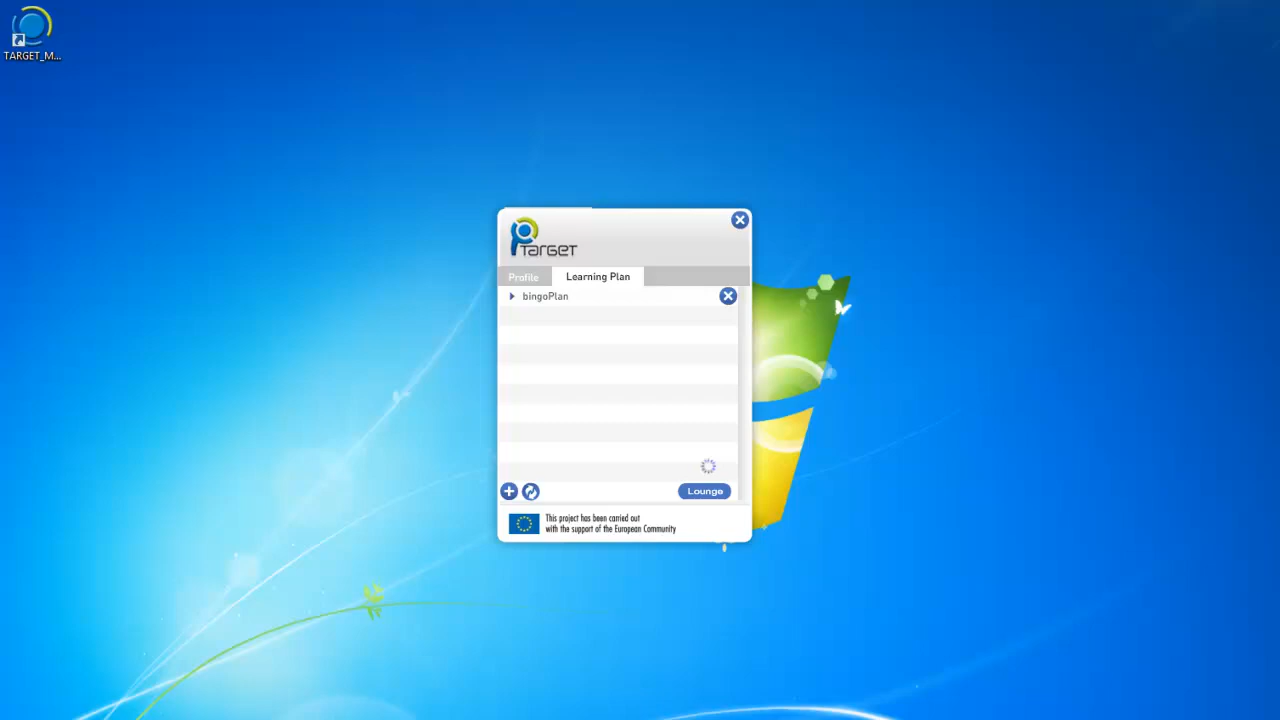 TARGET_M...
TARGET
Profile
Learning Plan
bingoPlan
Lounge
This project has been carried out
with the support of the European Community